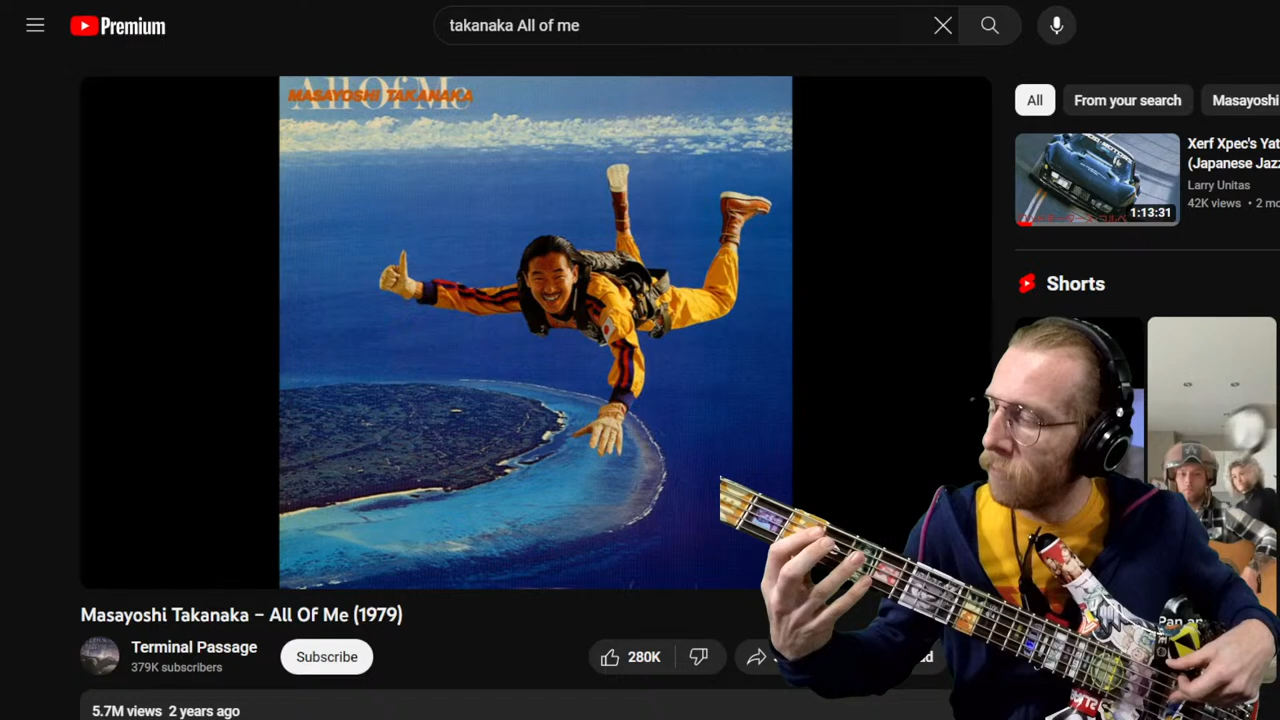 Premium
takanaka All of me
All Of Me
MASAYOSHI TAKANAKA
All
From your search
Masayoshi
Xerf Xpec's Yat
(Japanese Jazz
Larry Unitas
42K views • 2 mo
1:13:31
Shorts
Masayoshi Takanaka – All Of Me (1979)
Terminal Passage
379K subscribers
Subscribe
280K
5.7M views 2 years ago